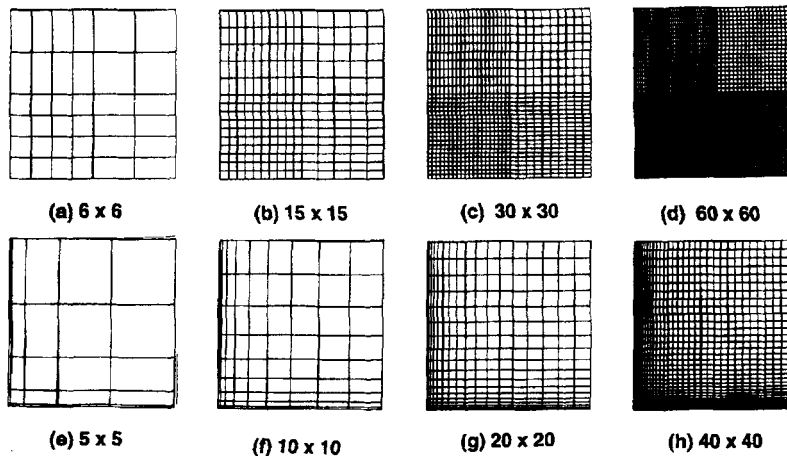 (a) 6 x 6
(b) 15 x 15
(c) 30 x 30
(d) 60 x 60
(e) 5 x 5
(f) 10 x 10
(g) 20 x 20
(h) 40 x 40